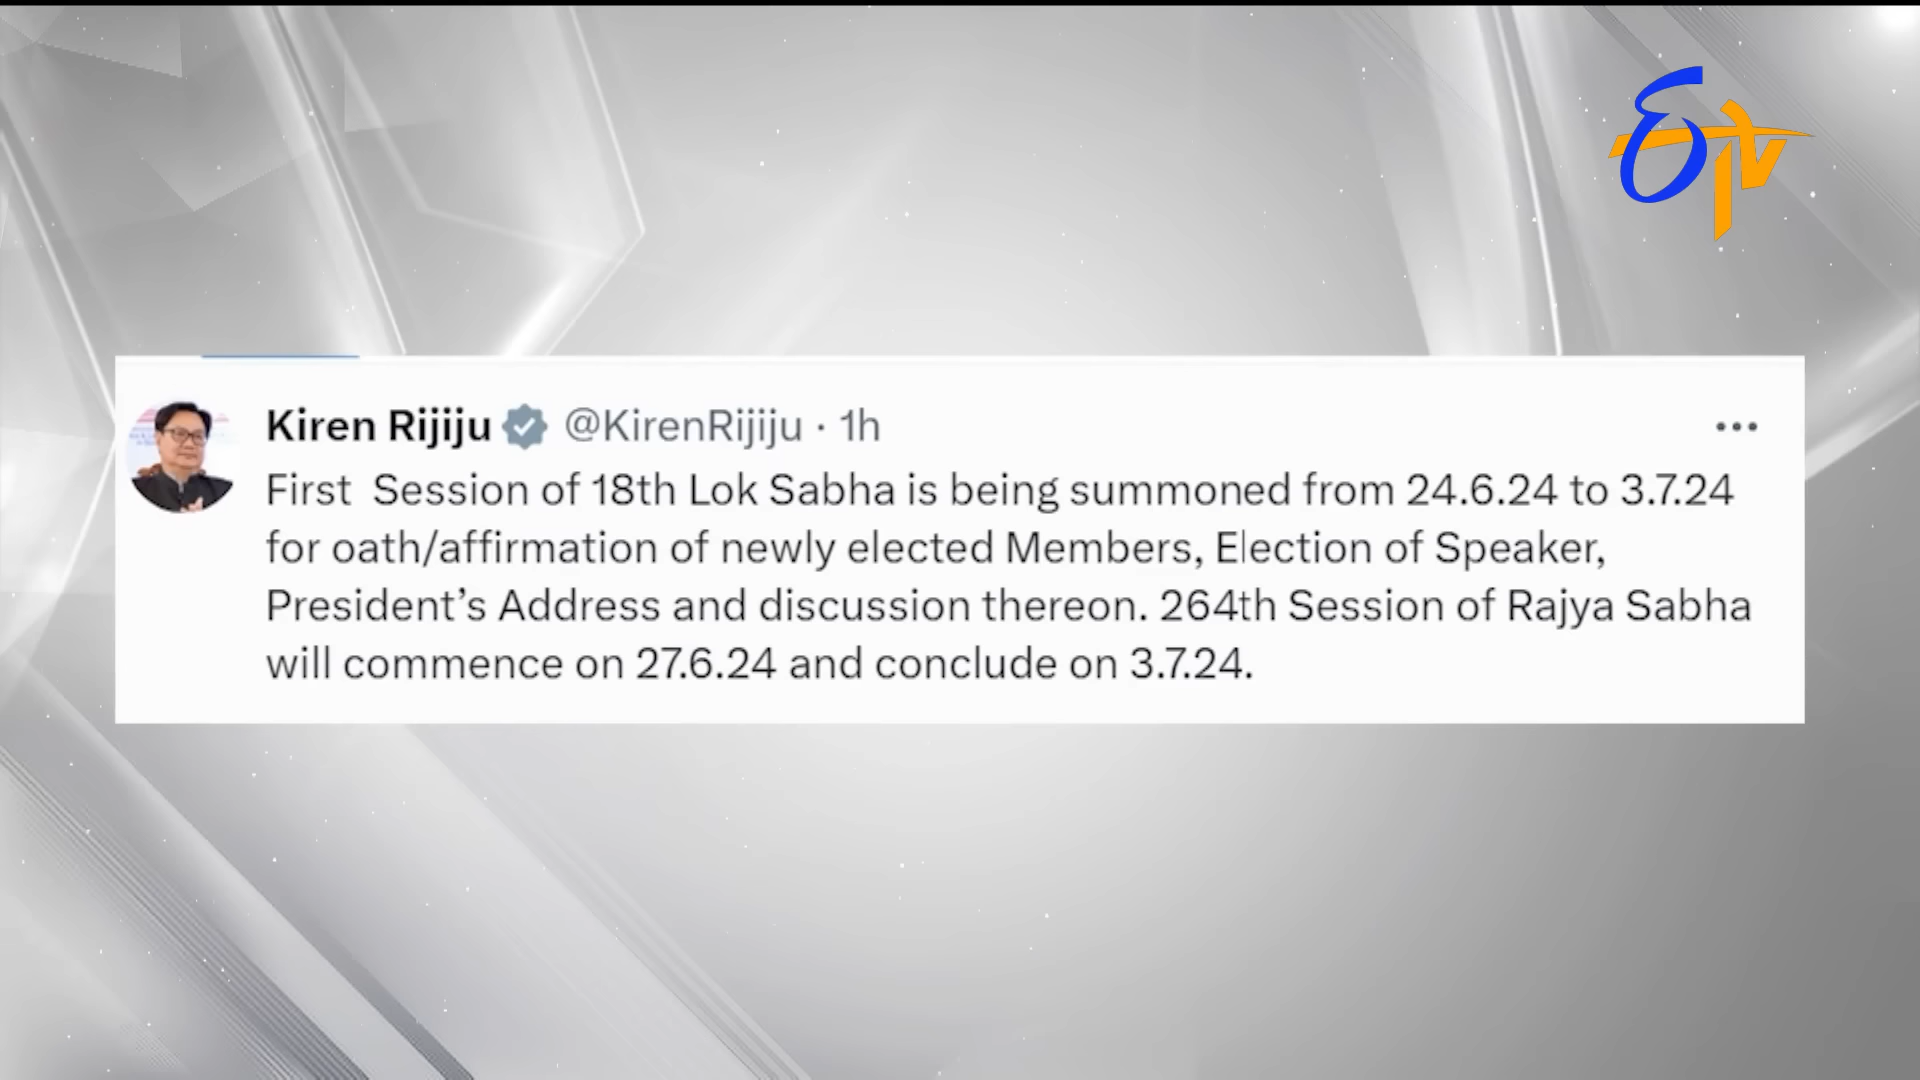 ETV
Kiren Rijiju @KirenRijiju · 1h
First Session of 18th Lok Sabha is being summoned from 24.6.24 to 3.7.24
for oath/affirmation of newly elected Members, Election of Speaker,
President’s Address and discussion thereon. 264th Session of Rajya Sabha
will commence on 27.6.24 and conclude on 3.7.24.